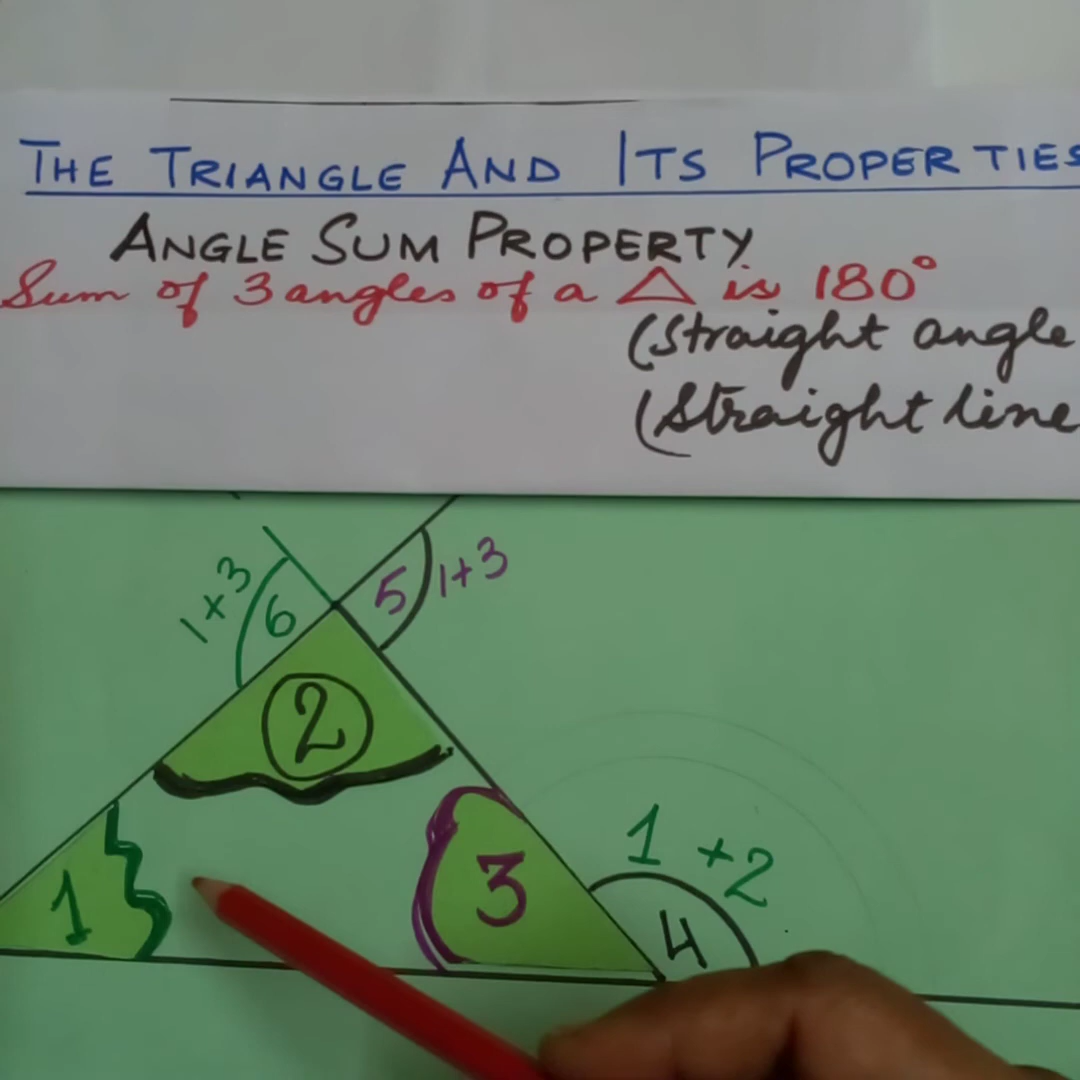 THE TRIANGLE AND ITS PROPERTIES
ANGLE SUM PROPERTY
Sum of 3 angles of a △ is 180°
(Straight angle
(Straight line
1+3
6
5
1+3
2
1
3
1 +2
4